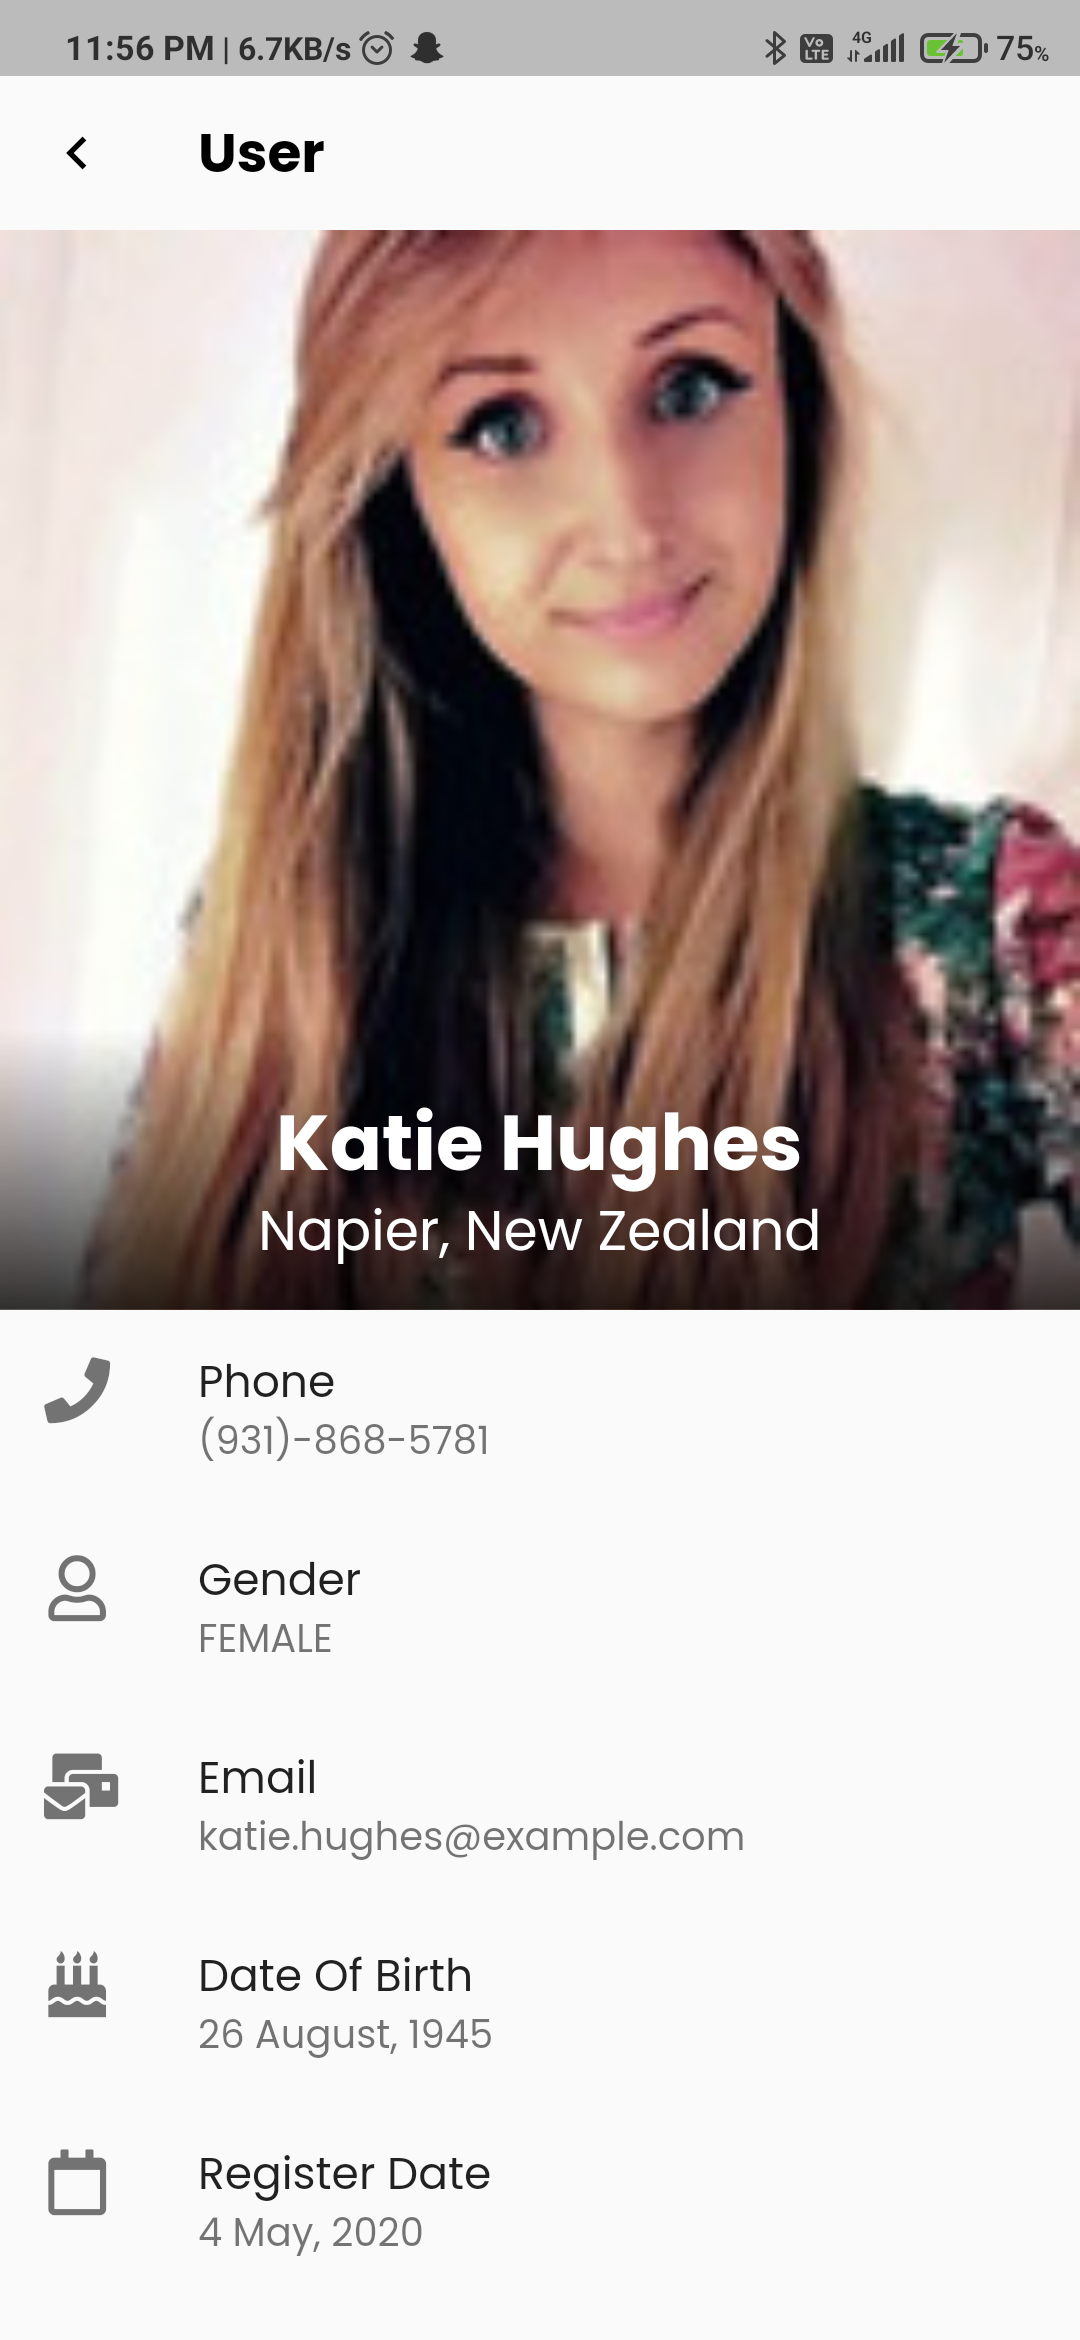 11:56 PM | 6.7KB/s Vo LTE 4G 75%
User
Katie Hughes
Napier, New Zealand
Phone
(931)-868-5781
Gender
FEMALE
Email
katie.hughes@example.com
Date Of Birth
26 August, 1945
Register Date
4 May, 2020